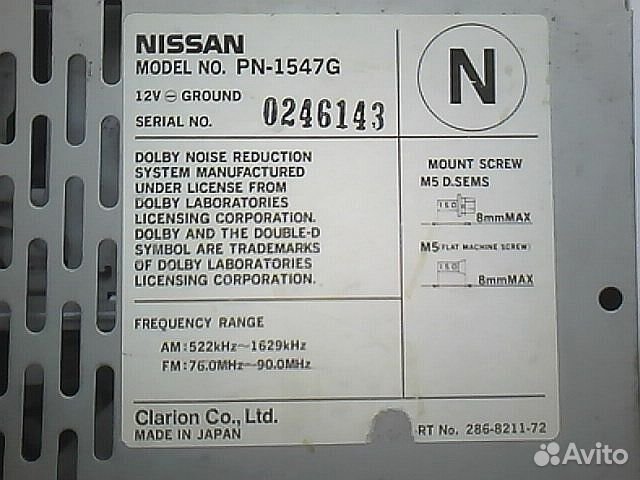 NISSAN
MODEL NO. PN-1547G
12V ⊖ GROUND
SERIAL NO. 0246143
N
DOLBY NOISE REDUCTION
SYSTEM MANUFACTURED
UNDER LICENSE FROM
DOLBY LABORATORIES
LICENSING CORPORATION.
DOLBY AND THE DOUBLE-D
SYMBOL ARE TRADEMARKS
OF DOLBY LABORATORIES
LICENSING CORPORATION.
MOUNT SCREW
M5 D.SEMS
ISO
8mmMAX
M5 (FLAT MACHINE SCREW)
ISO
8mmMAX
FREQUENCY RANGE
AM: 522kHz~1629kHz
FM: 76.0MHz~90.0MHz
Clarion Co., Ltd.
MADE IN JAPAN
RT No. 286-8211-72
Avito